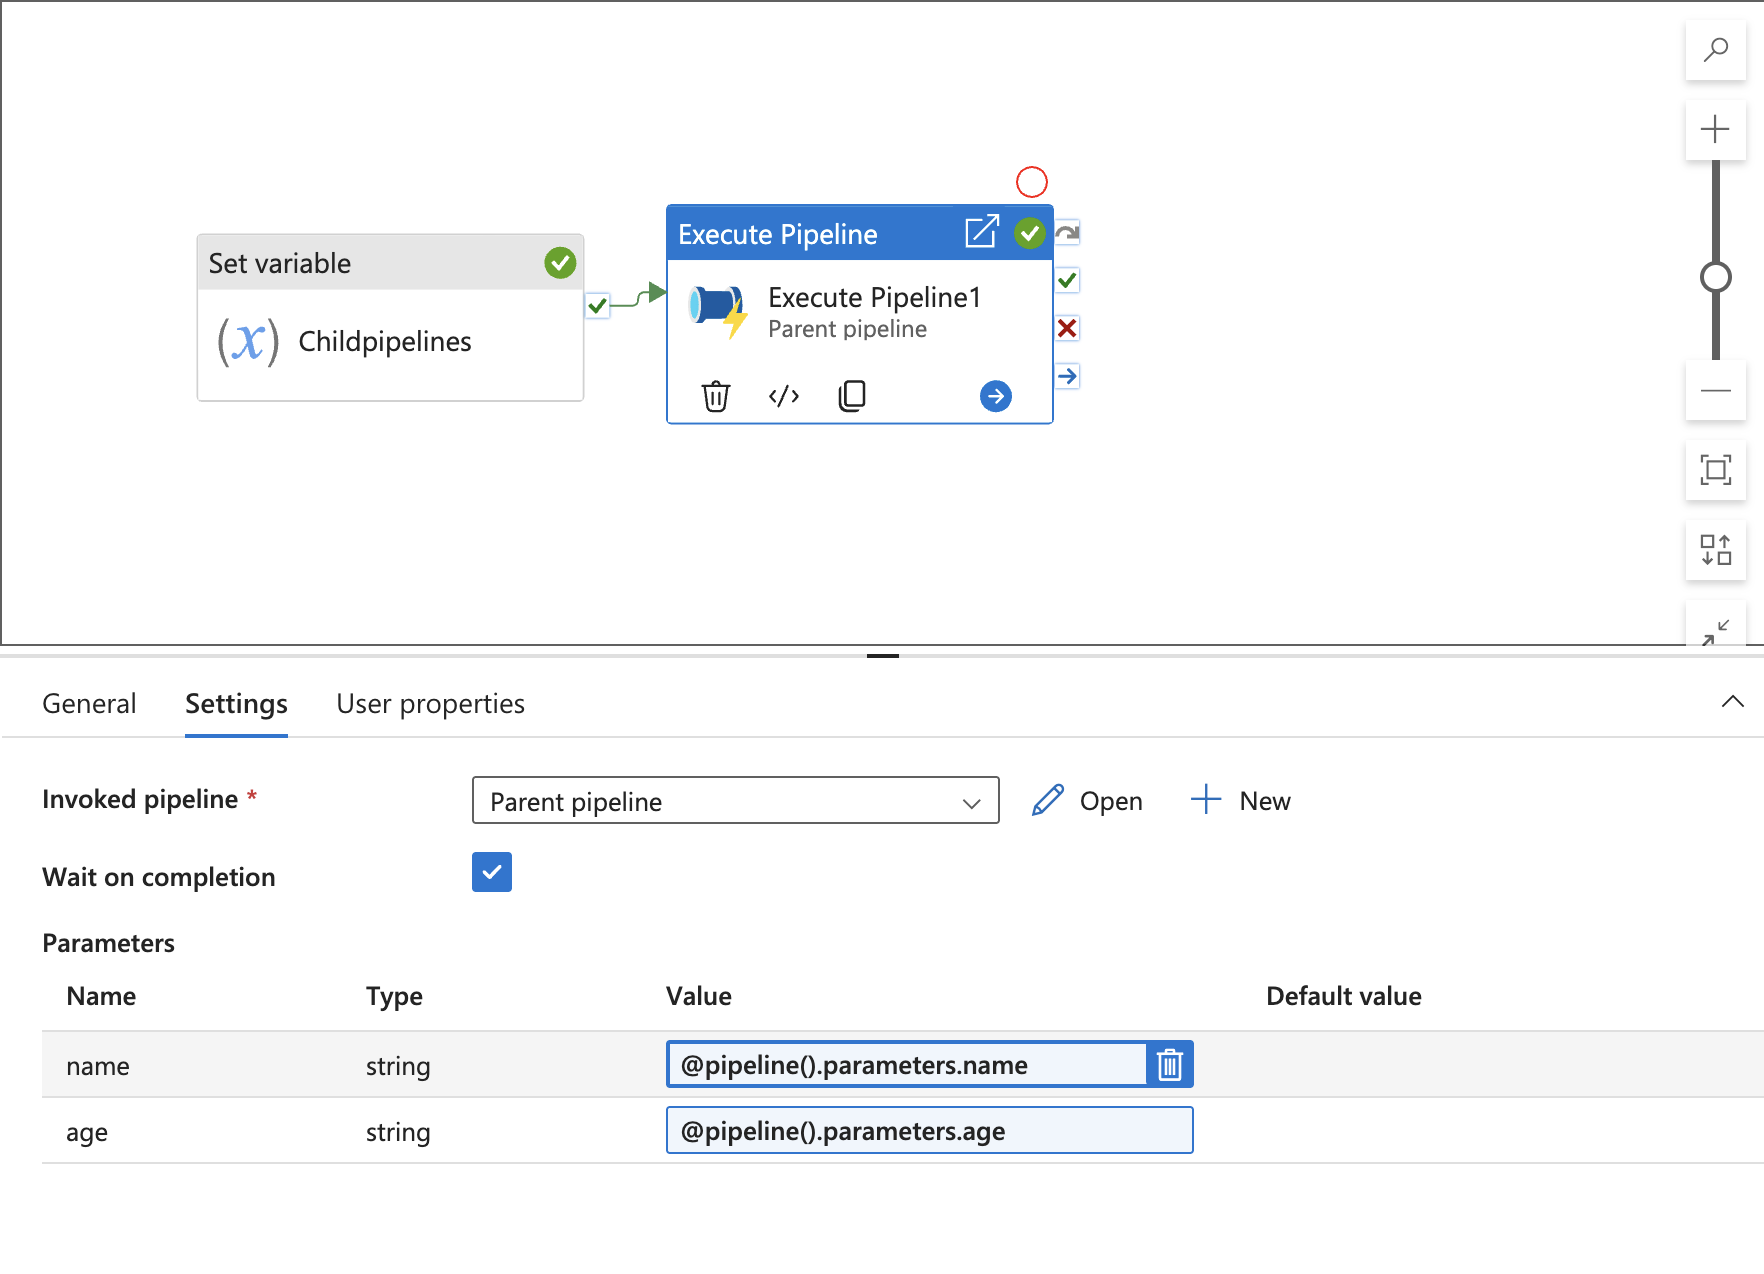 Set variable
(x) Childpipelines
Execute Pipeline
Execute Pipeline1
Parent pipeline
</>
General Settings User properties
Invoked pipeline * Parent pipeline Open New
Wait on completion
Parameters
Name Type Value Default value
name string @pipeline().parameters.name
age string @pipeline().parameters.age